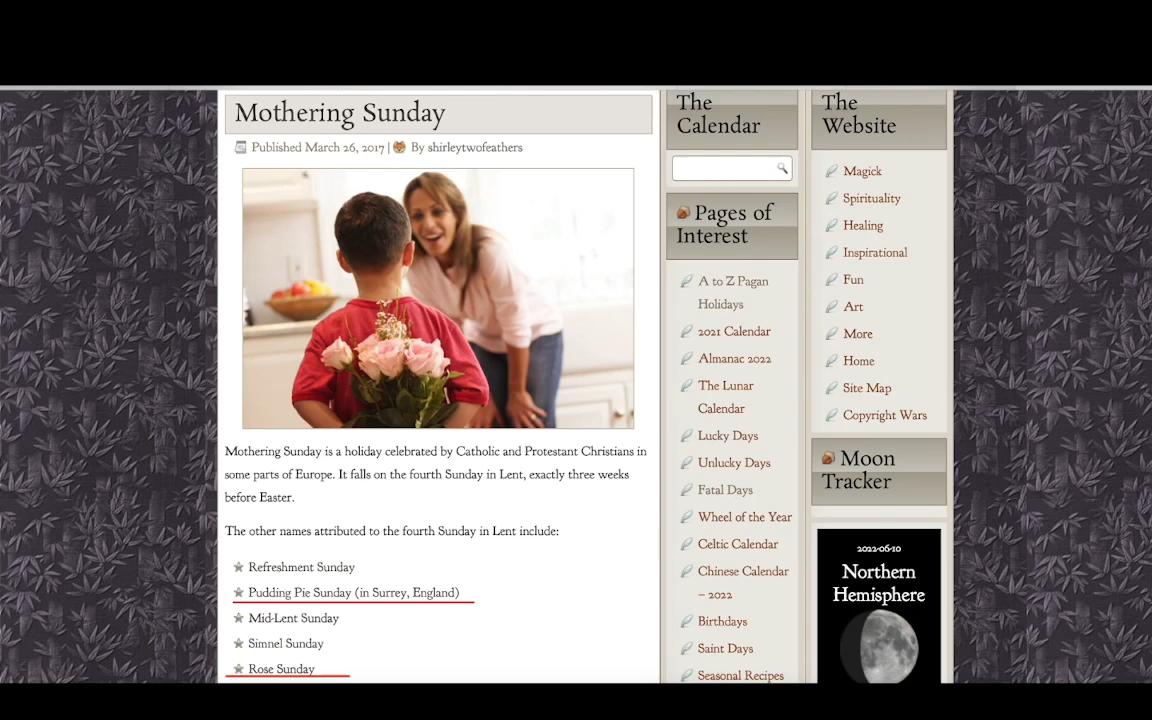 Mothering Sunday
Published March 26, 2017 | By shirleytwofeathers
Mothering Sunday is a holiday celebrated by Catholic and Protestant Christians in
some parts of Europe. It falls on the fourth Sunday in Lent, exactly three weeks
before Easter.
The other names attributed to the fourth Sunday in Lent include:
Refreshment Sunday
Pudding Pie Sunday (in Surrey, England)
Mid-Lent Sunday
Simnel Sunday
Rose Sunday
The
Calendar
Pages of
Interest
A to Z Pagan
Holidays
2021 Calendar
Almanac 2022
The Lunar
Calendar
Lucky Days
Unlucky Days
Fatal Days
Wheel of the Year
Celtic Calendar
Chinese Calendar
– 2022
Birthdays
Saint Days
Seasonal Recipes
The
Website
Magick
Spirituality
Healing
Inspirational
Fun
Art
More
Home
Site Map
Copyright Wars
Moon
Tracker
2022-06-10
Northern
Hemisphere